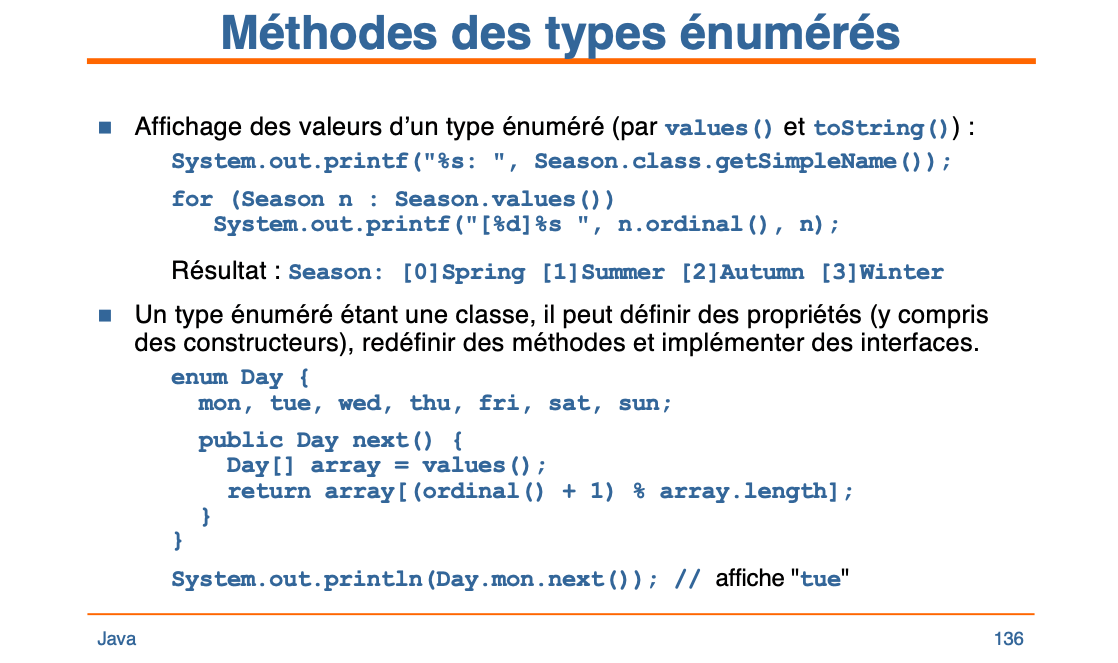 Méthodes des types énumérés
Affichage des valeurs d’un type énuméré (par values() et toString()) :
System.out.printf("%s: ", Season.class.getSimpleName());
for (Season n : Season.values())
System.out.printf("[%d]%s ", n.ordinal(), n);
Résultat : Season: [0]Spring [1]Summer [2]Autumn [3]Winter
Un type énuméré étant une classe, il peut définir des propriétés (y compris
des constructeurs), redéfinir des méthodes et implémenter des interfaces.
enum Day {
mon, tue, wed, thu, fri, sat, sun;
public Day next() {
Day[] array = values();
return array[(ordinal() + 1) % array.length];
}
}
System.out.println(Day.mon.next()); // affiche "tue"
Java 136